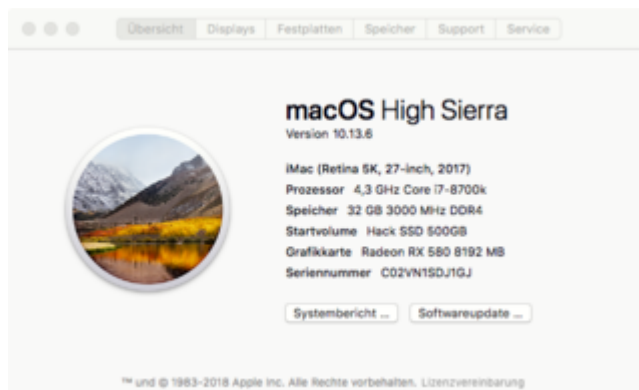 Übersicht Displays Festplatten Speicher Support Service
macOS High Sierra
Version 10.13.6
iMac (Retina 5K, 27-inch, 2017)
Prozessor 4,3 GHz Core i7-8700k
Speicher 32 GB 3000 MHz DDR4
Startvolume Hack SSD 500GB
Grafikkarte Radeon RX 580 8192 MB
Seriennummer C02VN1SDJ1GJ
Systembericht ... Softwareupdate ...
™ und © 1983-2018 Apple Inc. Alle Rechte vorbehalten. Lizenzvereinbarung